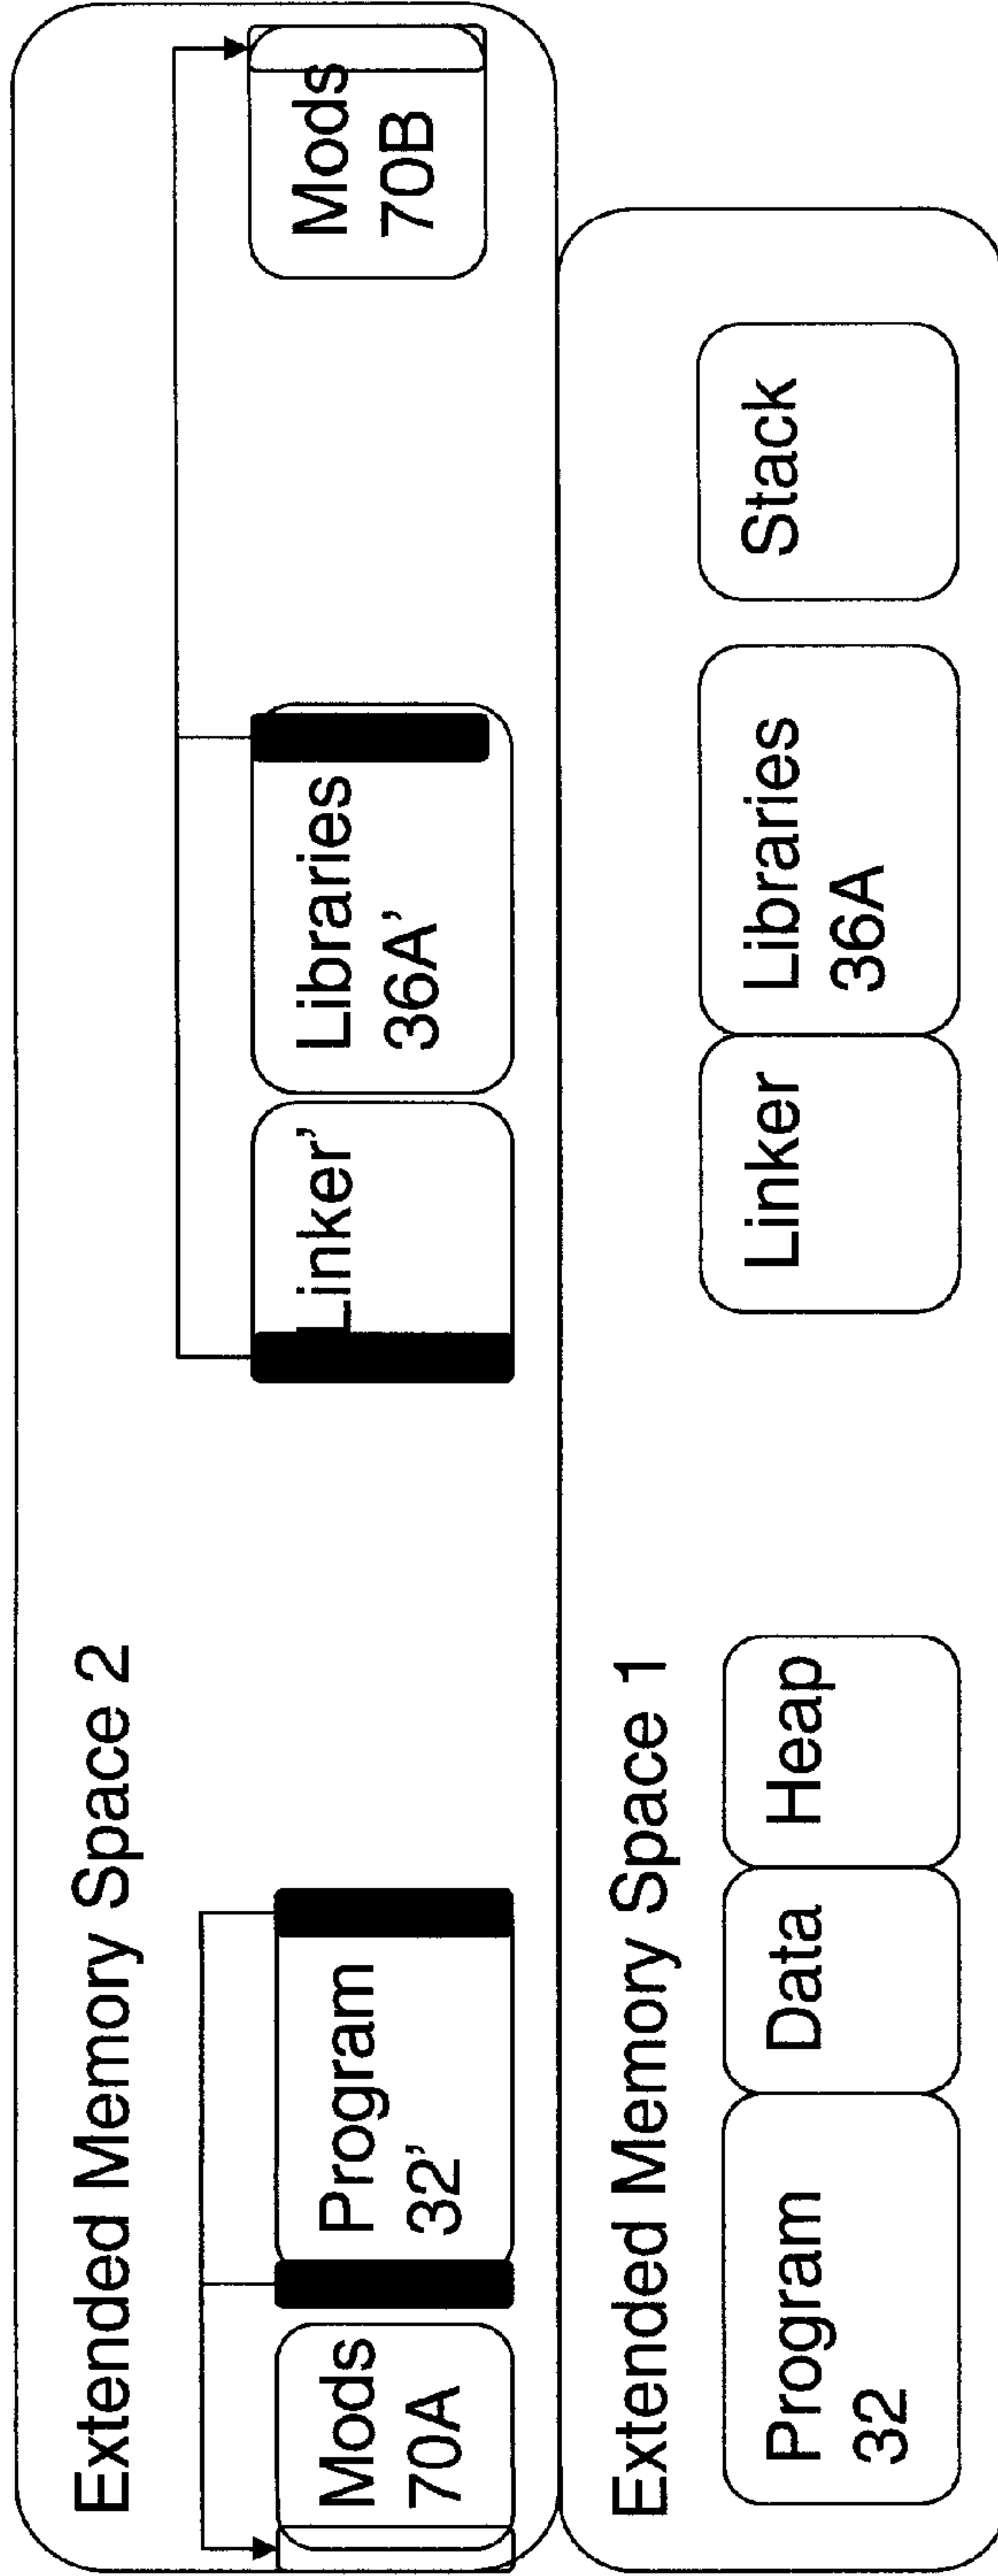 Extended Memory Space 2
Mods
70A
Program
32’
Linker’
Libraries
36A’
Mods
70B
Extended Memory Space 1
Program
32
Data
Heap
Linker
Libraries
36A
Stack